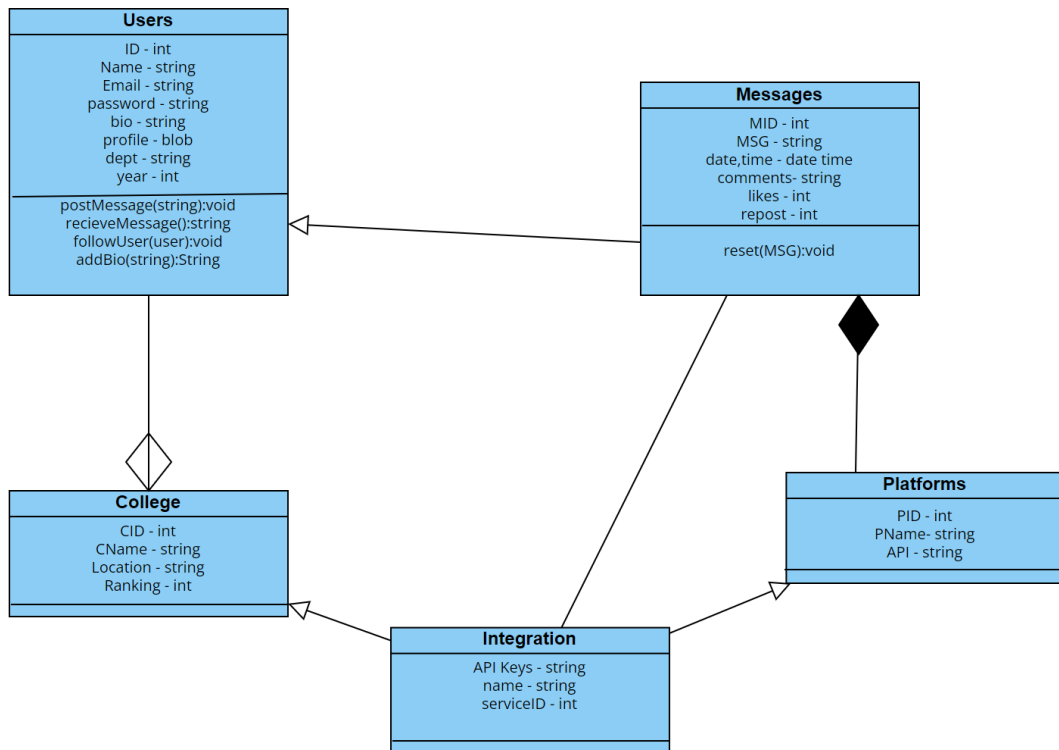 Users
ID - int
Name - string
Email - string
password - string
bio - string
profile - blob
dept - string
year - int
postMessage(string):void
recieveMessage():string
followUser(user):void
addBio(string):String
Messages
MID - int
MSG - string
date,time - date time
comments- string
likes - int
repost - int
reset(MSG):void
College
CID - int
CName - string
Location - string
Ranking - int
Platforms
PID - int
PName- string
API - string
Integration
API Keys - string
name - string
serviceID - int